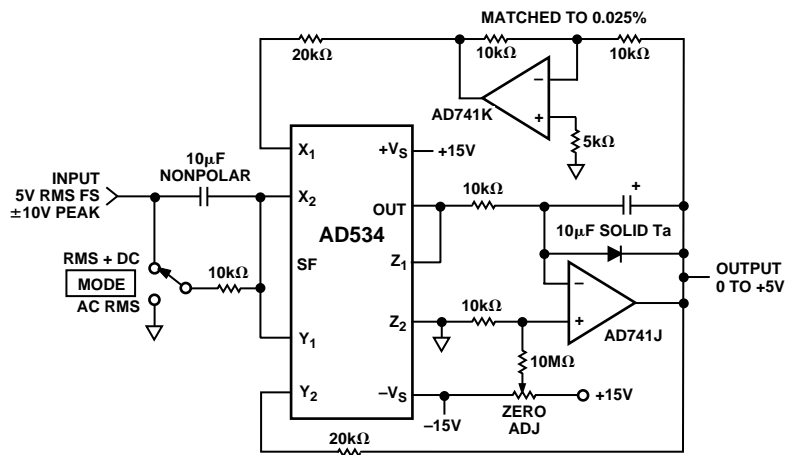 MATCHED TO 0.025%
20kΩ
10kΩ
10kΩ
AD741K
–
+
5kΩ
INPUT
5V RMS FS
±10V PEAK
10μF
NONPOLAR
X1
+VS
+15V
X2
OUT
10kΩ
+
AD534
10μF SOLID Ta
RMS + DC
MODE
AC RMS
10kΩ
SF
Z1
–
+
AD741J
OUTPUT
0 TO +5V
Y1
Z2
10kΩ
10MΩ
Y2
–VS
–15V
ZERO
ADJ
+15V
20kΩ